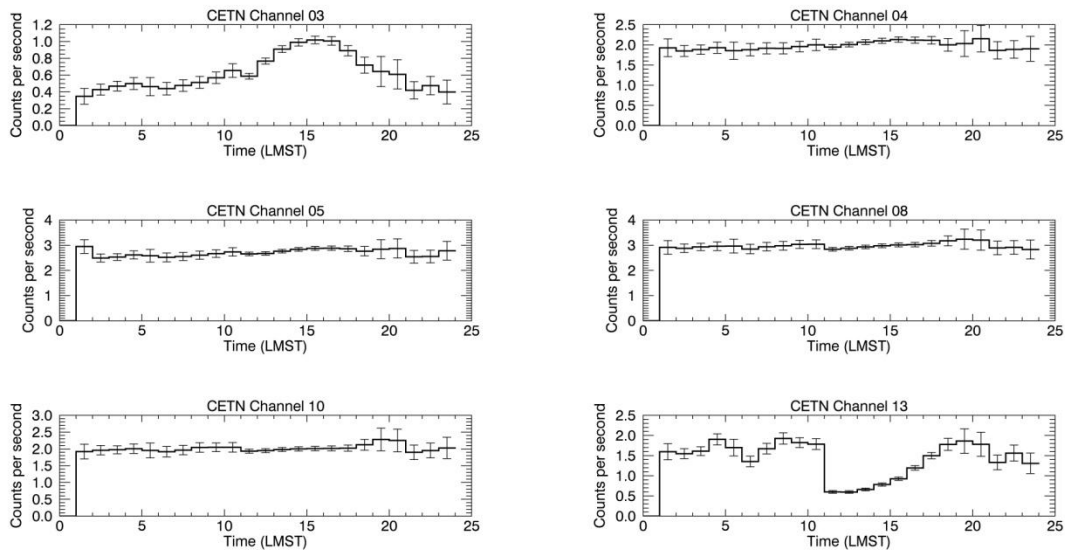 CETN Channel 03
Counts per second
1.2
1.0
0.8
0.6
0.4
0.2
0.0
0 5 10 15 20 25
Time (LMST)
CETN Channel 04
Counts per second
2.5
2.0
1.5
1.0
0.5
0.0
0 5 10 15 20 25
Time (LMST)
CETN Channel 05
Counts per second
4
3
2
1
0
0 5 10 15 20 25
Time (LMST)
CETN Channel 08
Counts per second
4
3
2
1
0
0 5 10 15 20 25
Time (LMST)
CETN Channel 10
Counts per second
3.0
2.5
2.0
1.5
1.0
0.5
0.0
0 5 10 15 20 25
Time (LMST)
CETN Channel 13
Counts per second
2.5
2.0
1.5
1.0
0.5
0.0
0 5 10 15 20 25
Time (LMST)